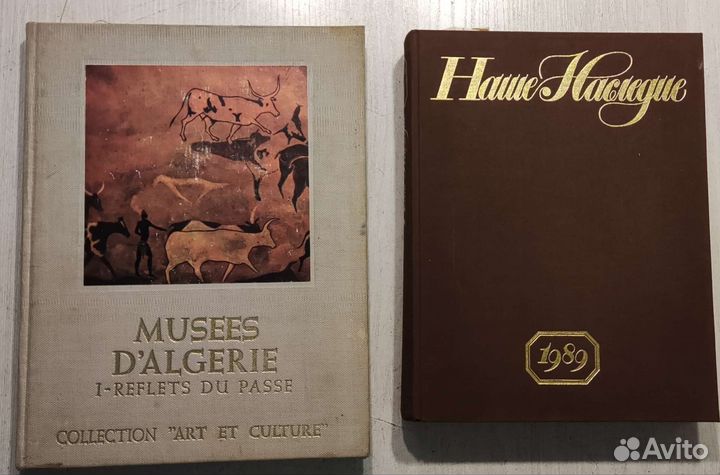 MUSEES
D'ALGERIE
I-REFLETS DU PASSE
COLLECTION "ART ET CULTURE"
Наше Наследие
1989
Avito